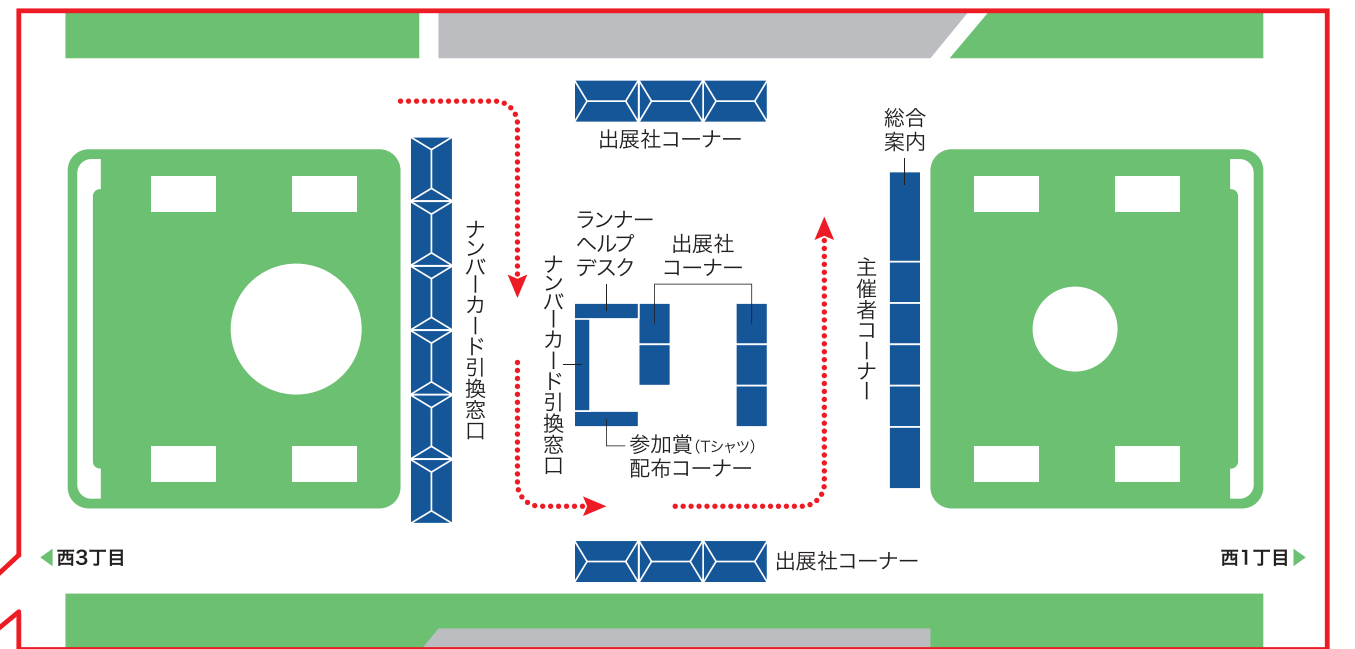 出展社コーナー
総合
案内
ナンバーカード引換窓口
ランナー
ヘルプ
デスク
出展社
コーナー
ナンバーカード引換窓口
主催者コーナー
参加賞(Tシャツ)
配布コーナー
西3丁目
出展社コーナー
西1丁目